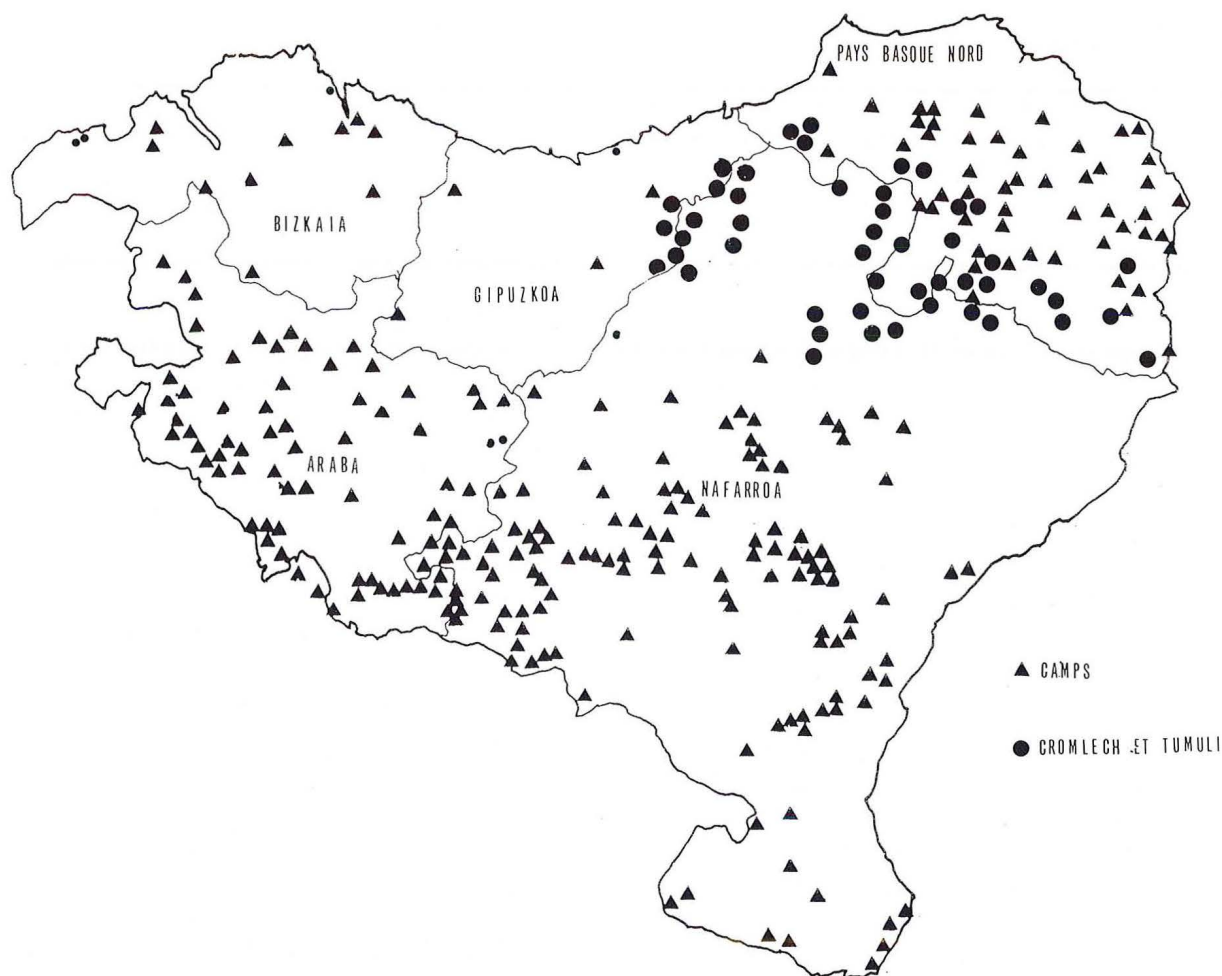 PAYS BASQUE NORD
BIZKAIA
GIPUZKOA
ARABA
NAFARROA
CAMPS
CROMLECH ET TUMULI